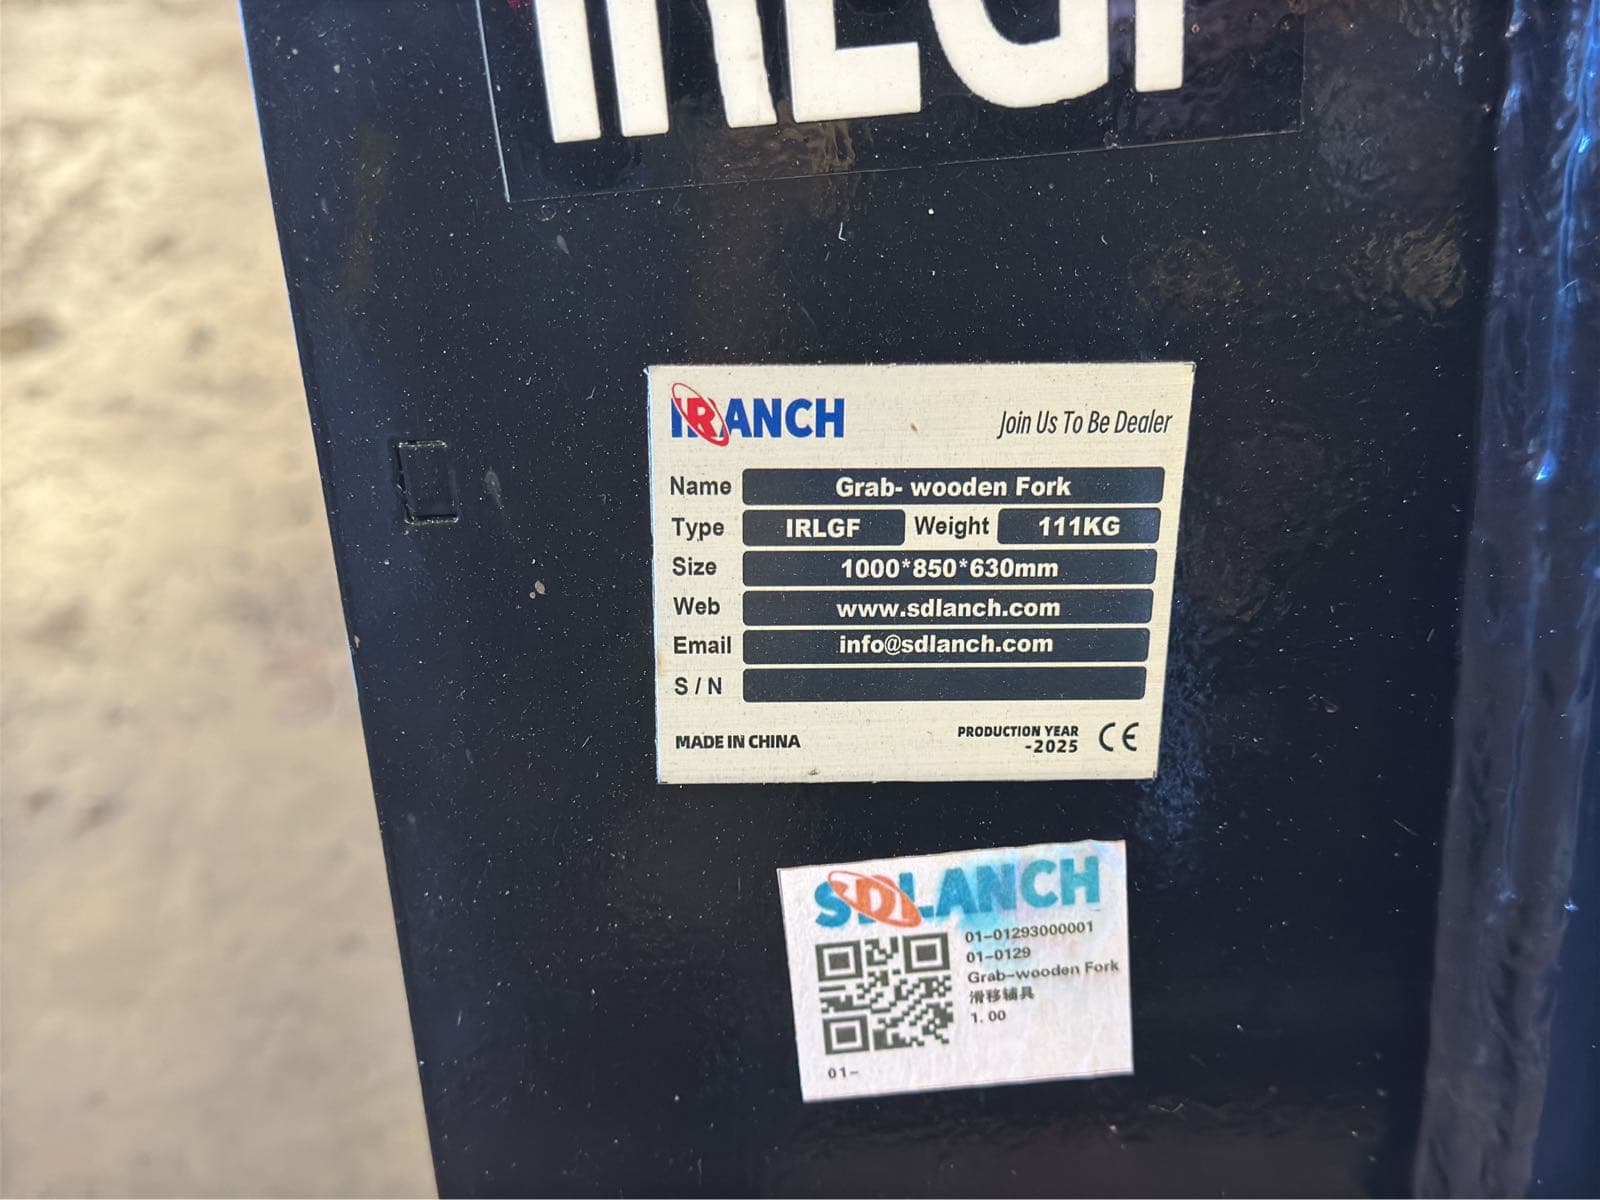 IRLGF
IRANCH
Join Us To Be Dealer
Name Grab- wooden Fork
Type IRLGF Weight 111KG
Size 1000*850*630mm
Web www.sdlanch.com
Email info@sdlanch.com
S / N
MADE IN CHINA
PRODUCTION YEAR
-2025 CE
SDLANCH
01-01293000001
01-0129
Grab-wooden Fork
滑移辅具
1.00
01-